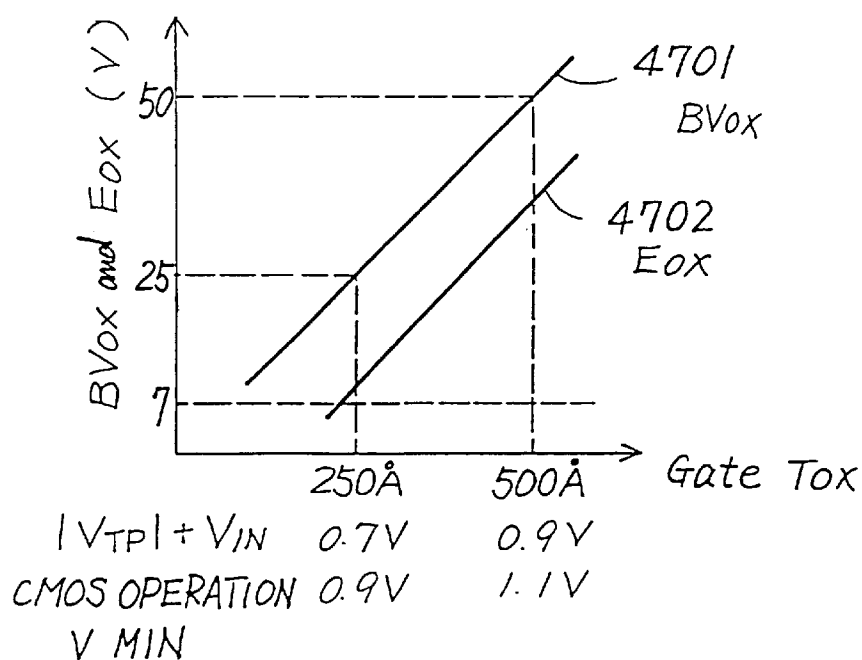 BVox and Eox (V)
50
25
7
4701
BVox
4702
Eox
250Å 500Å Gate Tox
|VTP| + VIN 0.7V 0.9V
CMOS OPERATION 0.9V 1.1V
V MIN